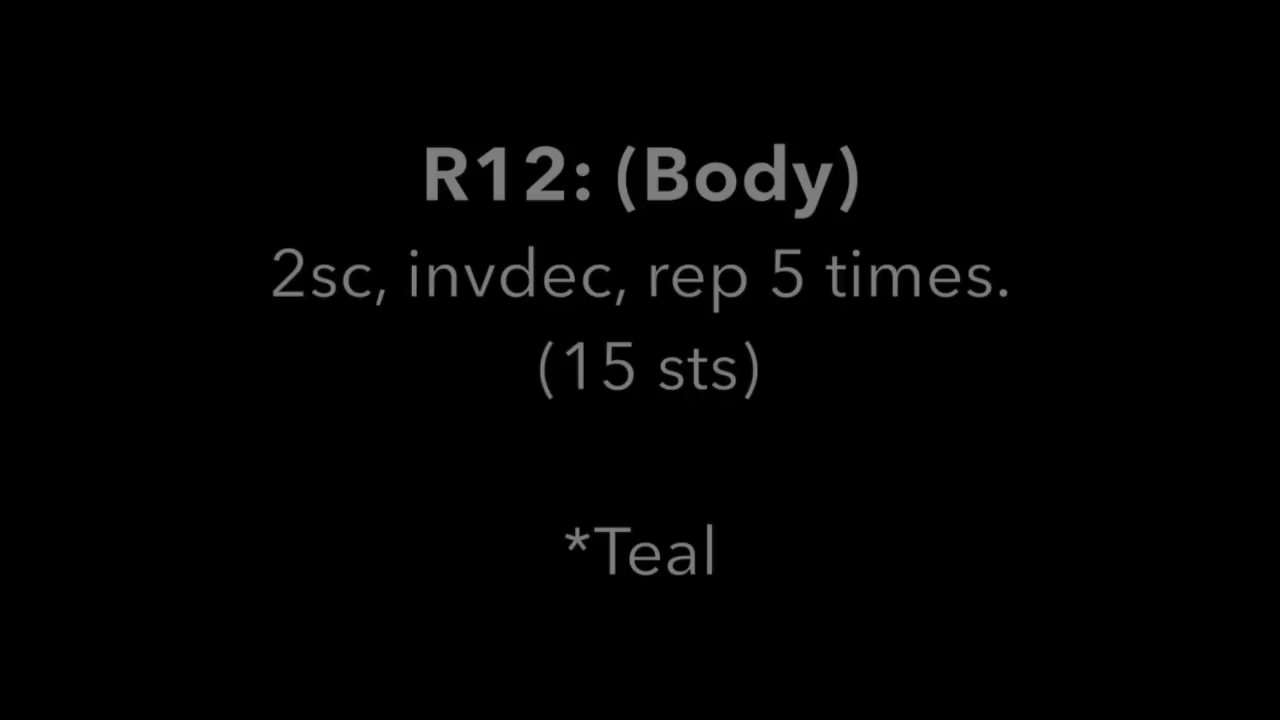 R12: (Body)
2sc, invdec, rep 5 times.
(15 sts)
*Teal